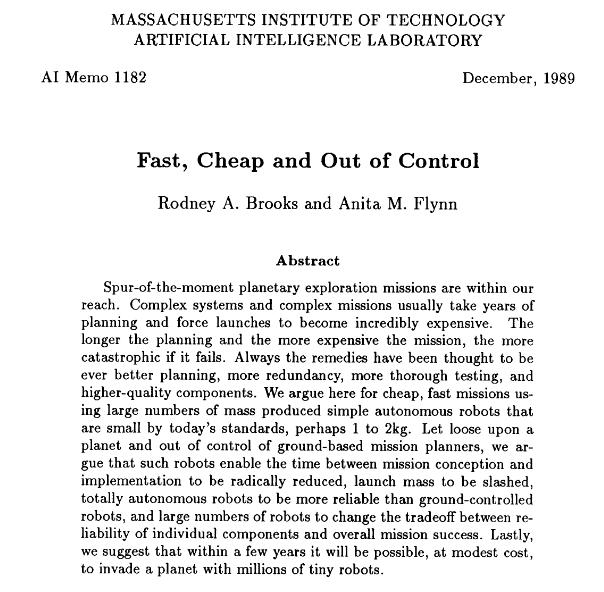 MASSACHUSETTS INSTITUTE OF TECHNOLOGY
ARTIFICIAL INTELLIGENCE LABORATORY
AI Memo 1182 December, 1989
Fast, Cheap and Out of Control
Rodney A. Brooks and Anita M. Flynn
Abstract
Spur-of-the-moment planetary exploration missions are within our
reach. Complex systems and complex missions usually take years of
planning and force launches to become incredibly expensive. The
longer the planning and the more expensive the mission, the more
catastrophic if it fails. Always the remedies have been thought to be
ever better planning, more redundancy, more thorough testing, and
higher-quality components. We argue here for cheap, fast missions us-
ing large numbers of mass produced simple autonomous robots that
are small by today's standards, perhaps 1 to 2kg. Let loose upon a
planet and out of control of ground-based mission planners, we ar-
gue that such robots enable the time between mission conception and
implementation to be radically reduced, launch mass to be slashed,
totally autonomous robots to be more reliable than ground-controlled
robots, and large numbers of robots to change the tradeoff between re-
liability of individual components and overall mission success. Lastly,
we suggest that within a few years it will be possible, at modest cost,
to invade a planet with millions of tiny robots.